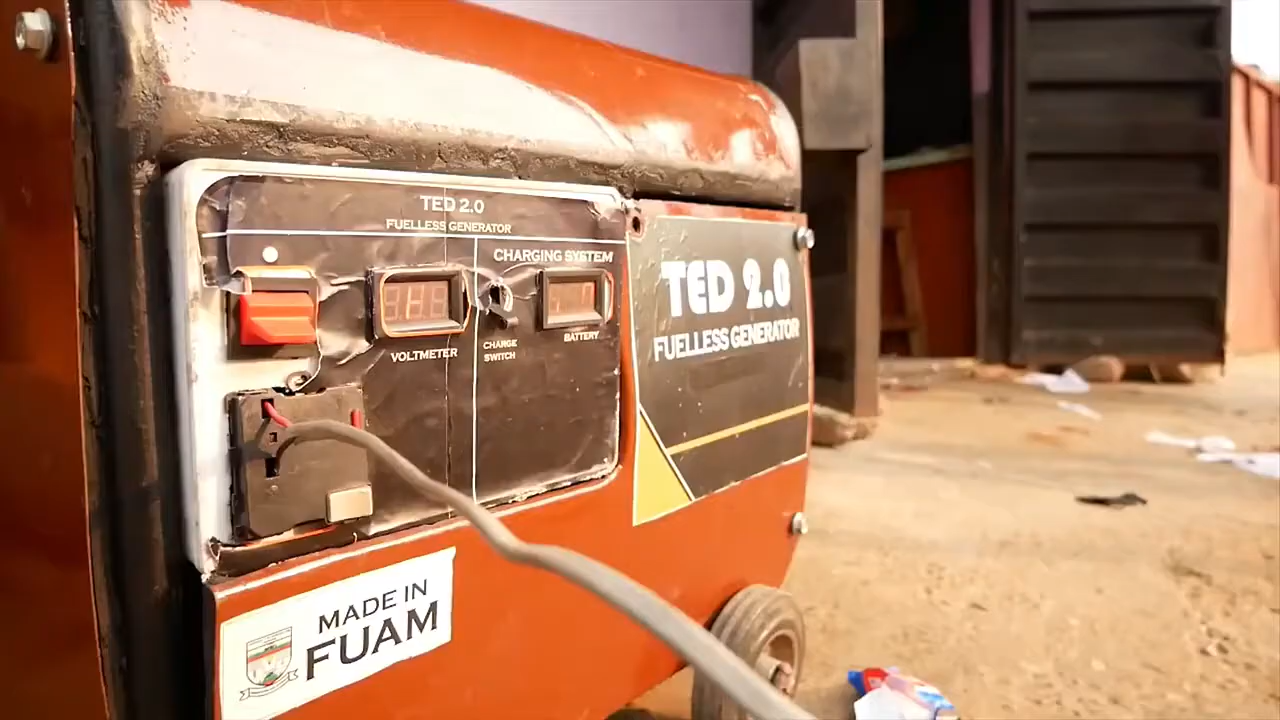 TED 2.0
FUELLESS GENERATOR
CHARGING SYSTEM
VOLTMETER
CHARGE
SWITCH
BATTERY
TED 2.0
FUELLESS GENERATOR
MADE IN
FUAM